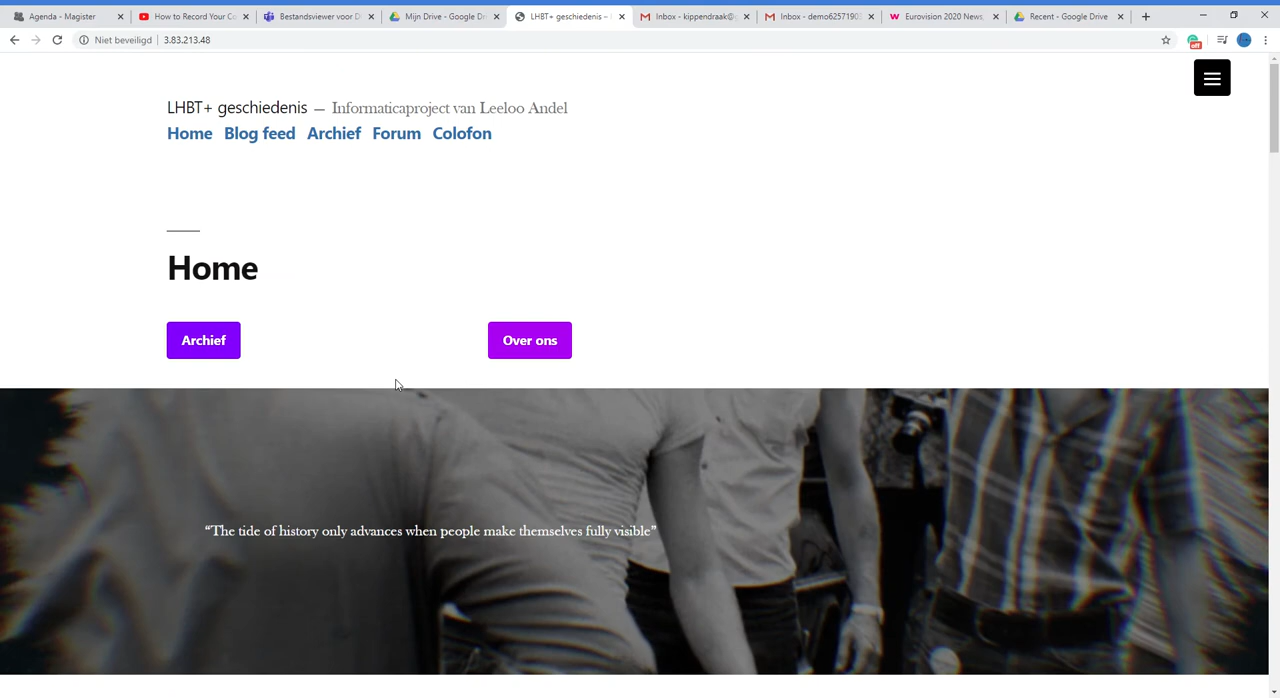 Agenda - Magister
How to Record Your Co
Bestandsviewer voor D
Mijn Drive - Google Dr
LHBT+ geschiedenis –
Inbox - kippendraak@g
Inbox - demo62571903
Eurovision 2020 News,
Recent - Google Drive
Niet beveiligd | 3.83.213.48
off
LHBT+ geschiedenis — Informaticaproject van Leeloo Andel
Home Blog feed Archief Forum Colofon
Home
Archief
Over ons
“The tide of history only advances when people make themselves fully visible”